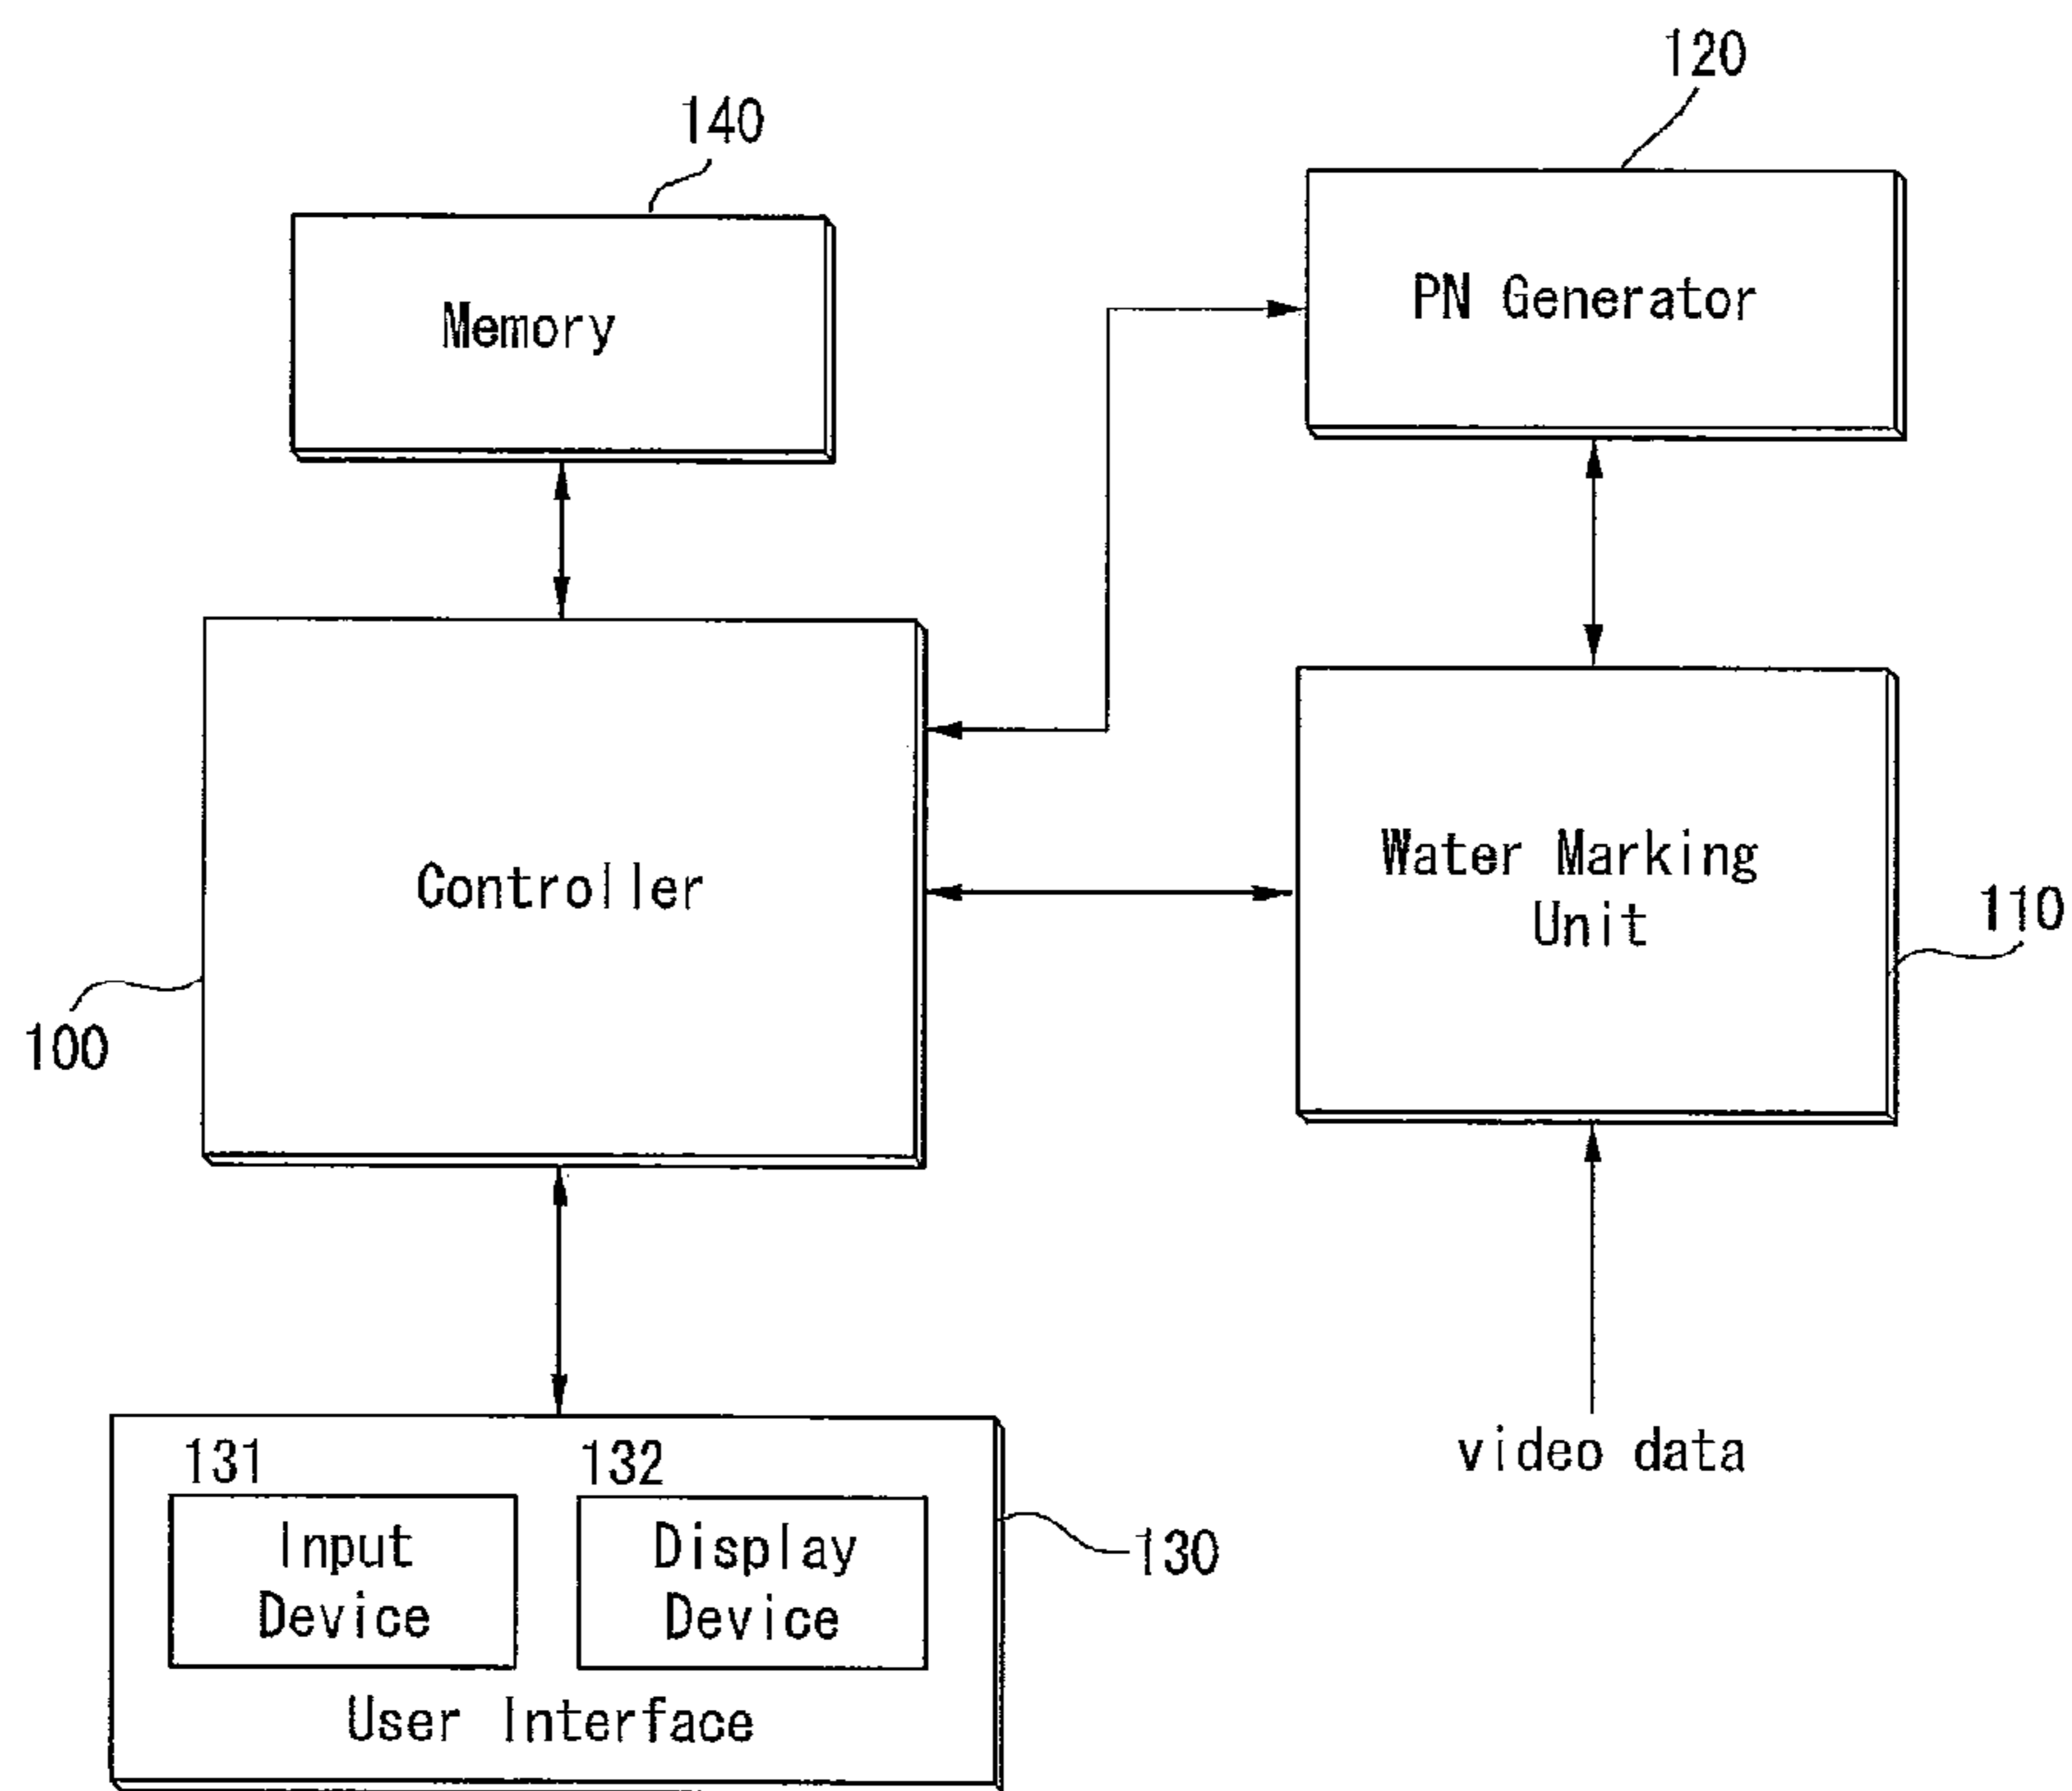 120
140
PN Generator
Memory
Water Marking
Unit
Controller
110
100
video data
131
132
Input
Device
Display
Device
130
User Interface